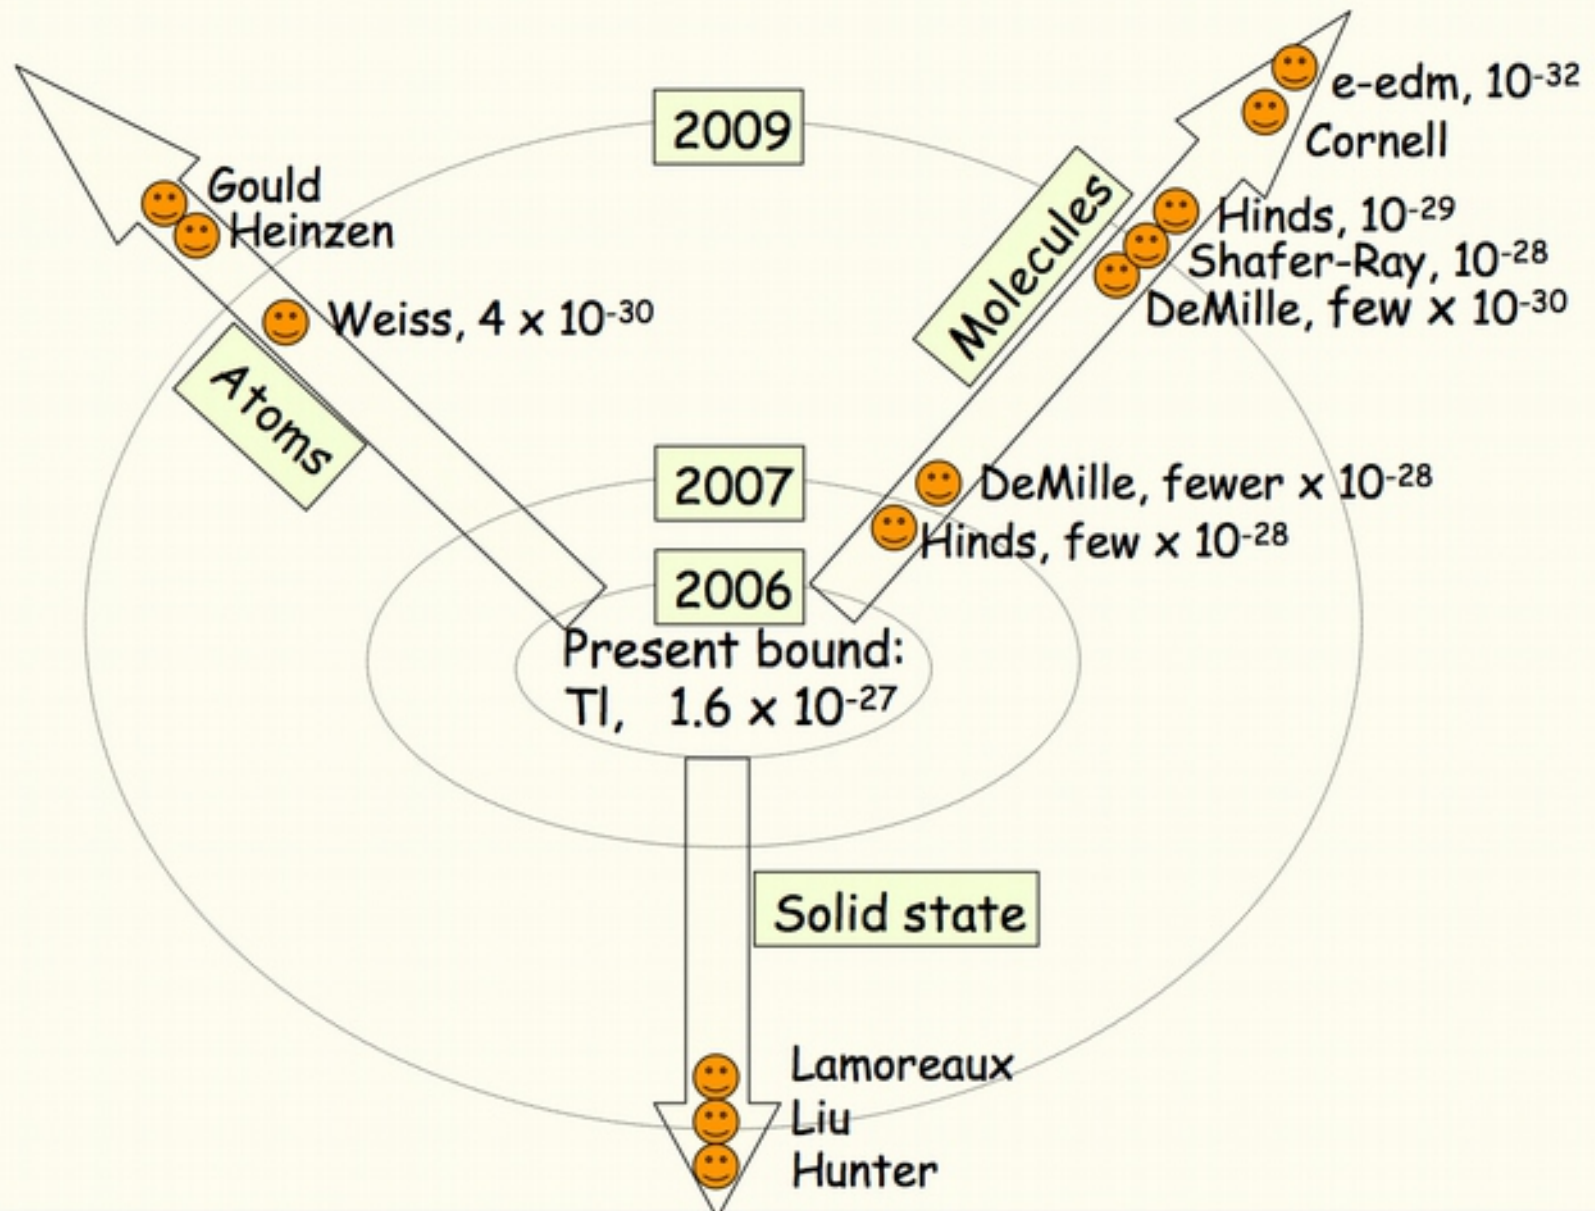 2009
e-edm, 10⁻³²
Cornell
Gould
Heinzen
Hinds, 10⁻²⁹
Shafer-Ray, 10⁻²⁸
DeMille, few x 10⁻³⁰
Molecules
Weiss, 4 x 10⁻³⁰
Atoms
2007
DeMille, fewer x 10⁻²⁸
Hinds, few x 10⁻²⁸
2006
Present bound:
Tl, 1.6 x 10⁻²⁷
Solid state
Lamoreaux
Liu
Hunter